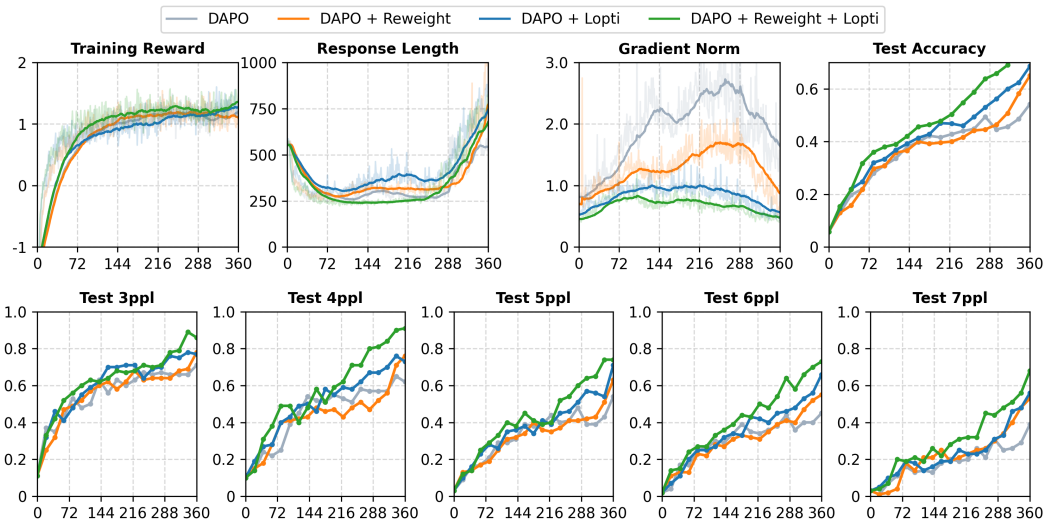 DAPO DAPO + Reweight DAPO + Lopti DAPO + Reweight + Lopti
Training Reward Response Length Gradient Norm Test Accuracy
2 1000 3.0
750 0.6
1 2.0
500 0.4
0 1.0
250 0.2
-1 0 0 0
0 72 144 216 288 360 0 72 144 216 288 360 0 72 144 216 288 360 0 72 144 216 288 360
Test 3ppl Test 4ppl Test 5ppl Test 6ppl Test 7ppl
1.0 1.0 1.0 1.0 1.0
0.8 0.8 0.8 0.8 0.8
0.6 0.6 0.6 0.6 0.6
0.4 0.4 0.4 0.4 0.4
0.2 0.2 0.2 0.2 0.2
0 0 0 0 0
0 72 144 216 288 360 0 72 144 216 288 360 0 72 144 216 288 360 0 72 144 216 288 360 0 72 144 216 288 360